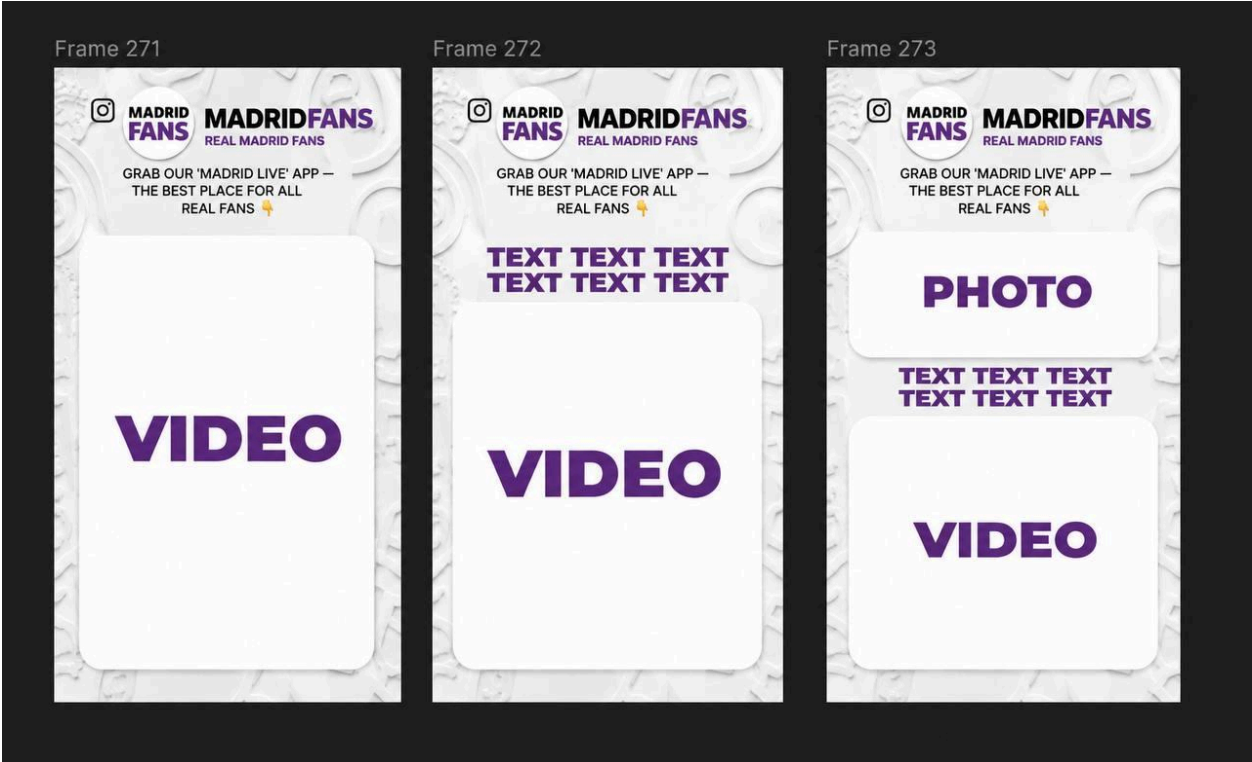 Frame 271
MADRID
FANS
MADRIDFANS
REAL MADRID FANS
GRAB OUR 'MADRID LIVE' APP —
THE BEST PLACE FOR ALL
REAL FANS 👇
VIDEO
Frame 272
MADRID
FANS
MADRIDFANS
REAL MADRID FANS
GRAB OUR 'MADRID LIVE' APP —
THE BEST PLACE FOR ALL
REAL FANS 👇
TEXT TEXT TEXT
TEXT TEXT TEXT
VIDEO
Frame 273
MADRID
FANS
MADRIDFANS
REAL MADRID FANS
GRAB OUR 'MADRID LIVE' APP —
THE BEST PLACE FOR ALL
REAL FANS 👇
PHOTO
TEXT TEXT TEXT
TEXT TEXT TEXT
VIDEO